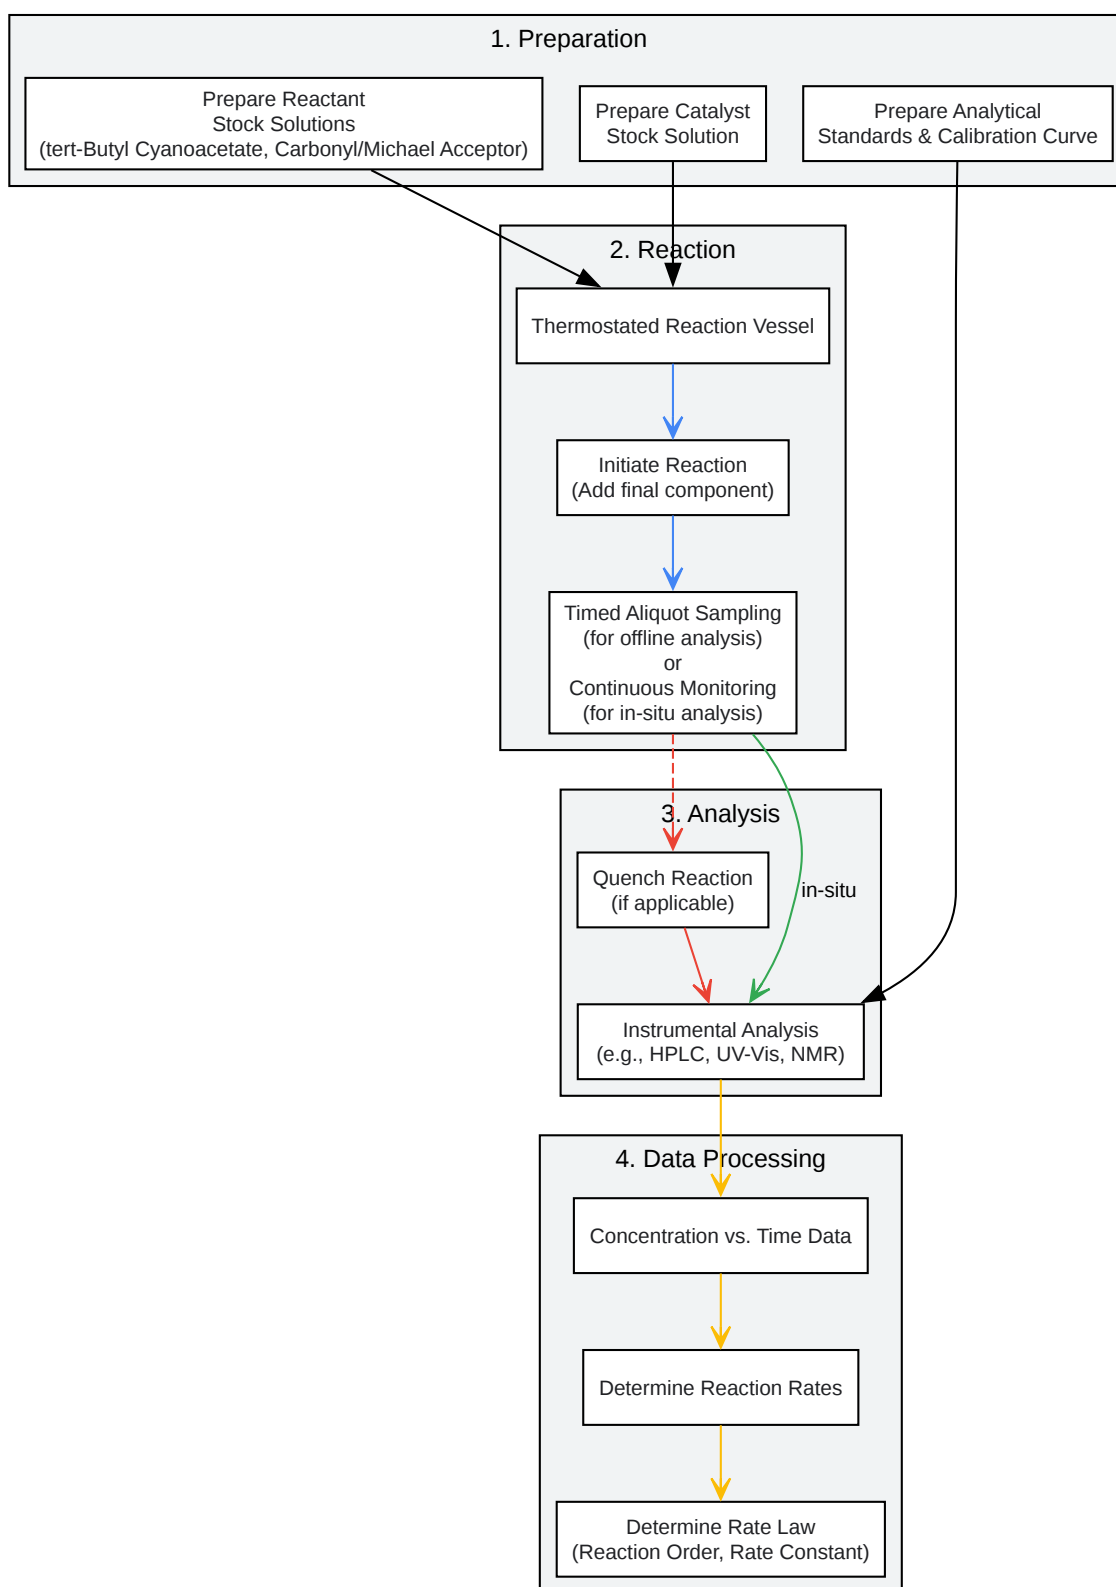 1. Preparation
Prepare Reactant
Stock Solutions
(tert-Butyl Cyanoacetate, Carbonyl/Michael Acceptor)
Prepare Catalyst
Stock Solution
Prepare Analytical
Standards & Calibration Curve
2. Reaction
Thermostated Reaction Vessel
Initiate Reaction
(Add final component)
Timed Aliquot Sampling
(for offline analysis)
or
Continuous Monitoring
(for in-situ analysis)
3. Analysis
Quench Reaction
(if applicable)
in-situ
Instrumental Analysis
(e.g., HPLC, UV-Vis, NMR)
4. Data Processing
Concentration vs. Time Data
Determine Reaction Rates
Determine Rate Law
(Reaction Order, Rate Constant)